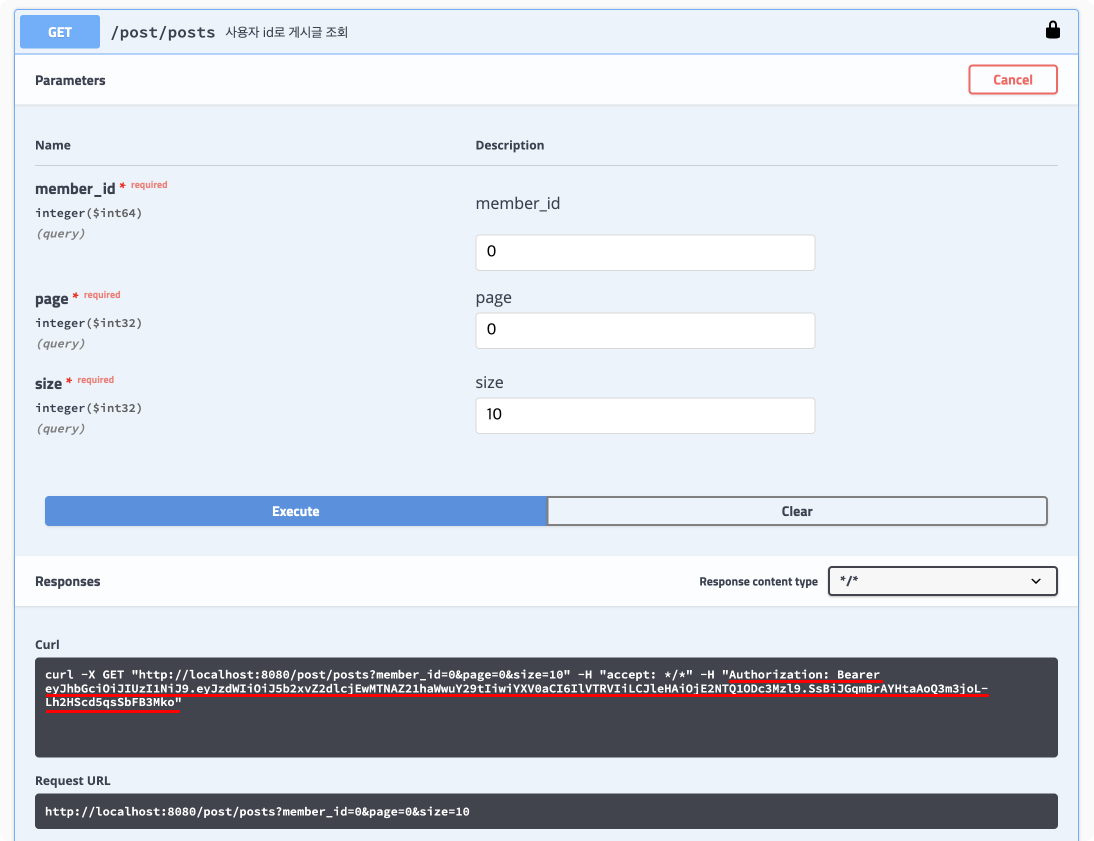 GET /post/posts 사용자 id로 게시글 조회
Parameters
Cancel
Name Description
member_id * required
integer($int64)
(query)
member_id
0
page * required
integer($int32)
(query)
page
0
size * required
integer($int32)
(query)
size
10
Execute Clear
Responses
Response content type */*
Curl
curl -X GET "http://localhost:8080/post/posts?member_id=0&page=0&size=10" -H "accept: */*" -H "Authorization: Bearer
eyJhbGciOiJIUzI1NiJ9.eyJzdWIiOiJ5b2xvZ2dlcjEwMTNAZ21haWwuY29tIiwiYXV0aCI6IlVTRVIiLCJleHAiOjE2NTQ1ODc3Mzl9.SsBiJGqmBrAYHtaAoQ3m3joL-
Lh2HScd5qsSbFB3Mko"
Request URL
http://localhost:8080/post/posts?member_id=0&page=0&size=10